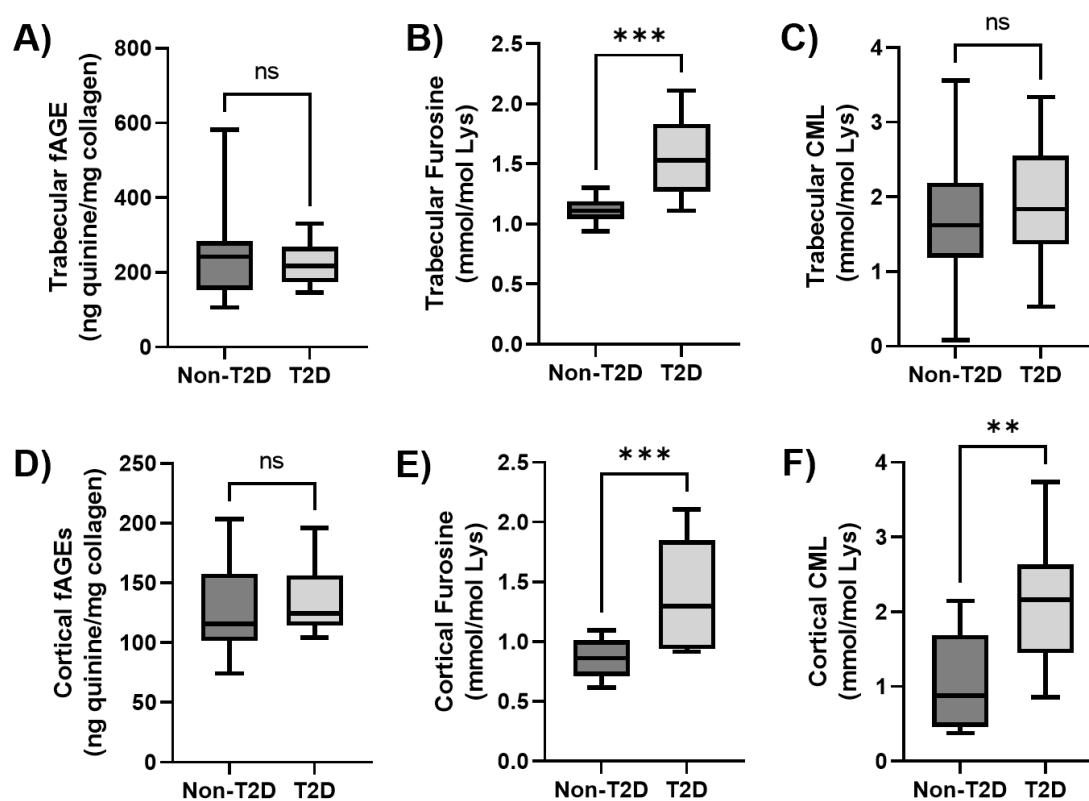 A)
Trabecular fAGE
(ng quinine/mg collagen)
800
600
400
200
0
ns
Non-T2D T2D
B)
Trabecular Furosine
(mmol/mol Lys)
2.5
2.0
1.5
1.0
0.5
0.0
***
Non-T2D T2D
C)
Trabecular CML
(mmol/mol Lys)
4
3
2
1
0
ns
Non-T2D T2D
D)
Cortical fAGEs
(ng quinine/mg collagen)
250
200
150
100
50
0
ns
Non-T2D T2D
E)
Cortical Furosine
(mmol/mol Lys)
2.5
2.0
1.5
1.0
0.5
0.0
***
Non-T2D T2D
F)
Cortical CML
(mmol/mol Lys)
4
3
2
1
0
**
Non-T2D T2D